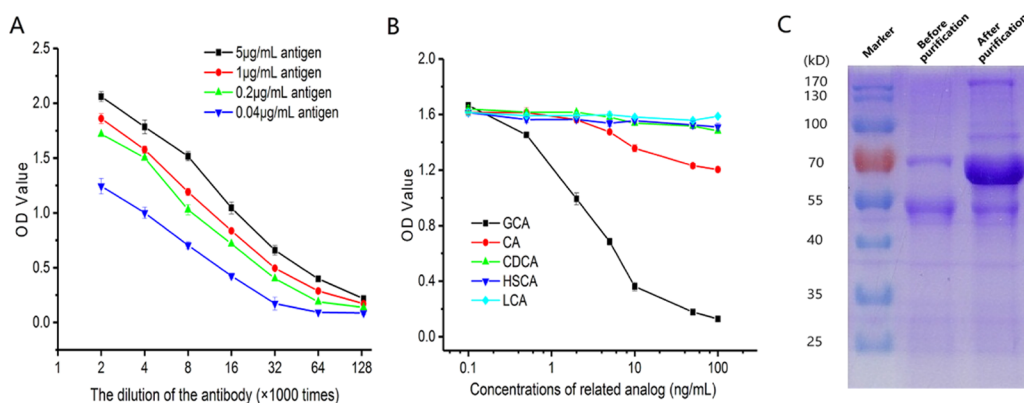 A
2.5
2.0
1.5
1.0
0.5
0.0
OD Value
5μg/mL antigen
1μg/mL antigen
0.2μg/mL antigen
0.04μg/mL antigen
1 2 4 8 16 32 64 128
The dilution of the antibody (×1000 times)
B
2.0
1.6
1.2
0.8
0.4
0.0
OD Value
GCA
CA
CDCA
HSCA
LCA
0.1 1 10 100
Concentrations of related analog (ng/mL)
C
Marker
Before
purification
After
purification
(kD)
170
130
100
70
55
40
35
25